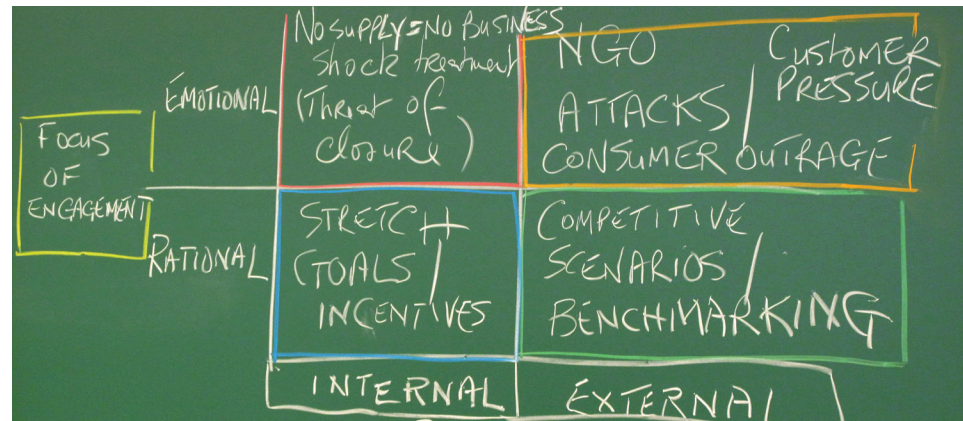 FOCUS
OF
ENGAGEMENT
EMOTIONAL
RATIONAL
NO SUPPLY = NO BUSINESS
Shock treatment
(Threat of
closure)
NGO
ATTACKS /
CONSUMER OUTRAGE
CUSTOMER
PRESSURE
STRETCH
GOALS /
INCENTIVES
COMPETITIVE
SCENARIOS /
BENCHMARKING
INTERNAL
EXTERNAL